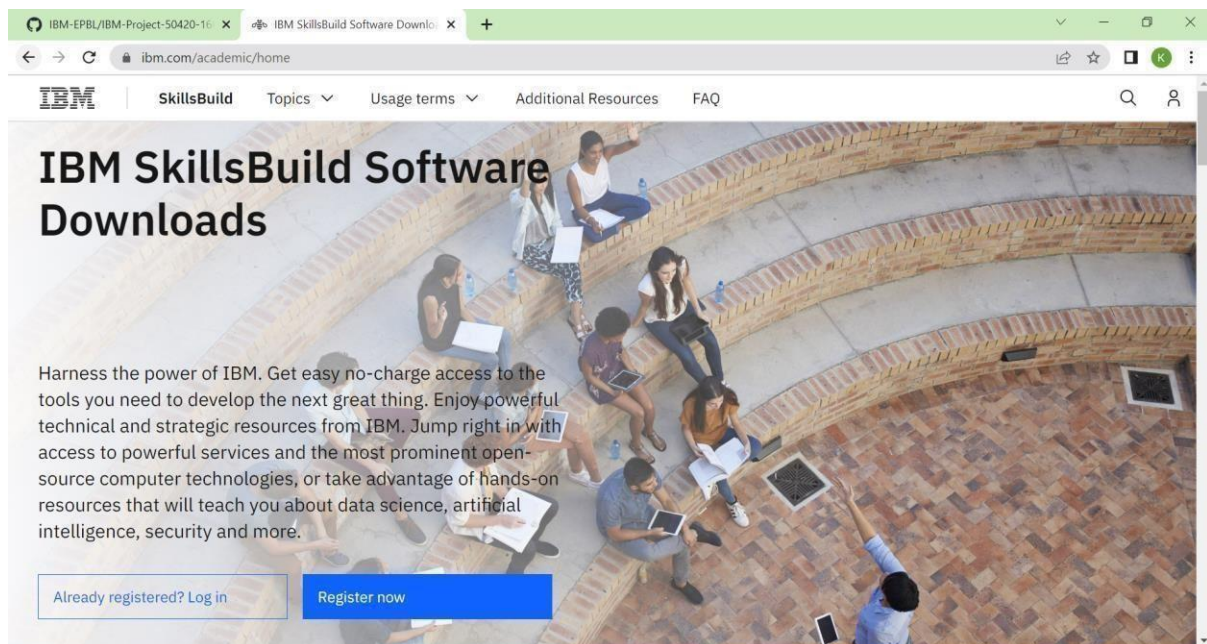 IBM-EPBL/IBM-Project-50420-16
IBM SkillsBuild Software Downlo
ibm.com/academic/home
K
IBM
SkillsBuild Topics Usage terms Additional Resources FAQ
IBM SkillsBuild Software
Downloads
Harness the power of IBM. Get easy no-charge access to the
tools you need to develop the next great thing. Enjoy powerful
technical and strategic resources from IBM. Jump right in with
access to powerful services and the most prominent open-
source computer technologies, or take advantage of hands-on
resources that will teach you about data science, artificial
intelligence, security and more.
Already registered? Log in Register now